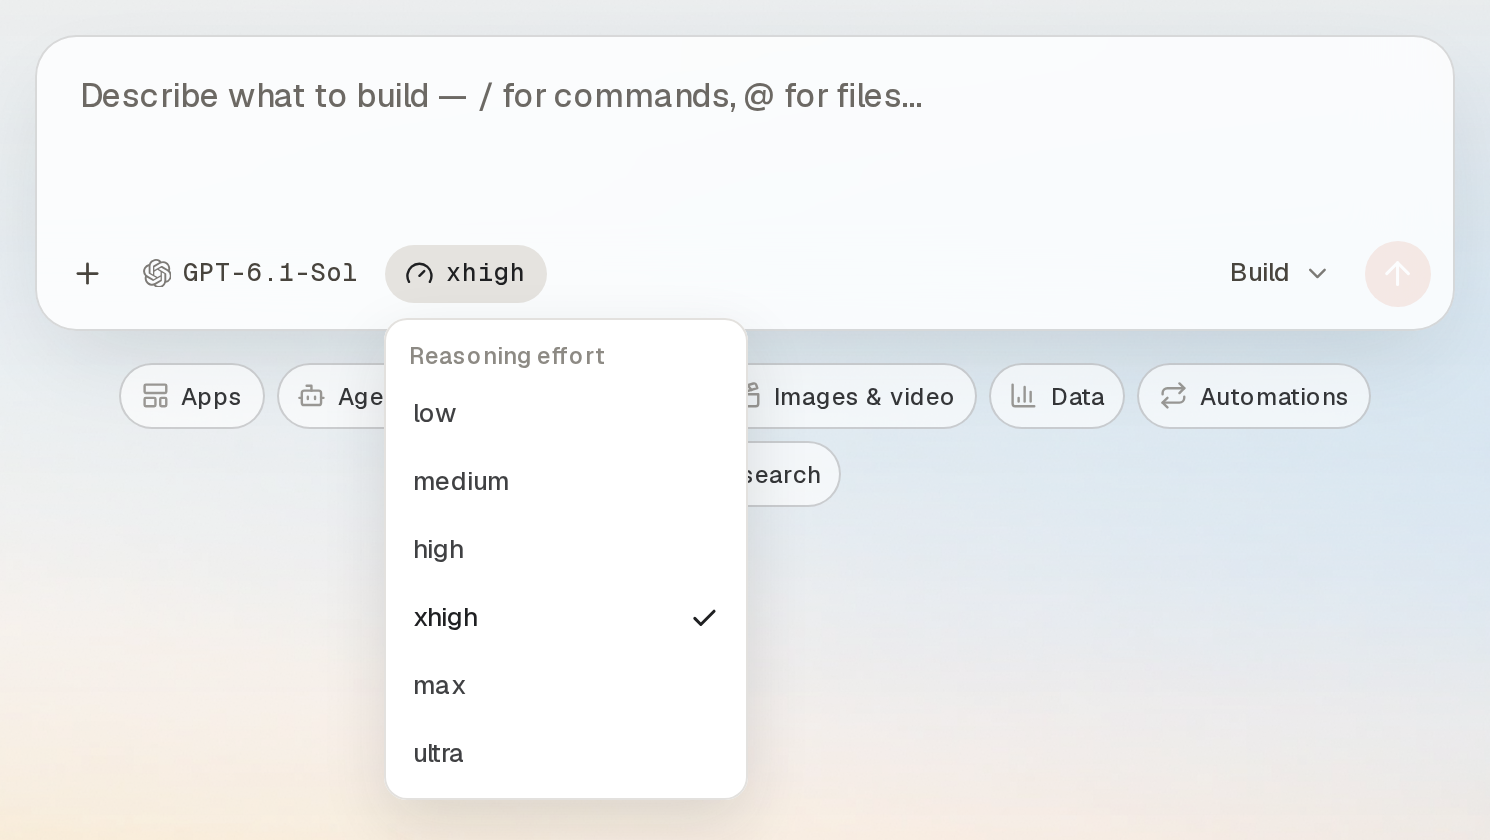 Describe what to build — / for commands, @ for files...
GPT-6.1-Sol
xhigh
Build
Reasoning effort
low
medium
high
xhigh
max
ultra
Apps
Images & video
Data
Automations